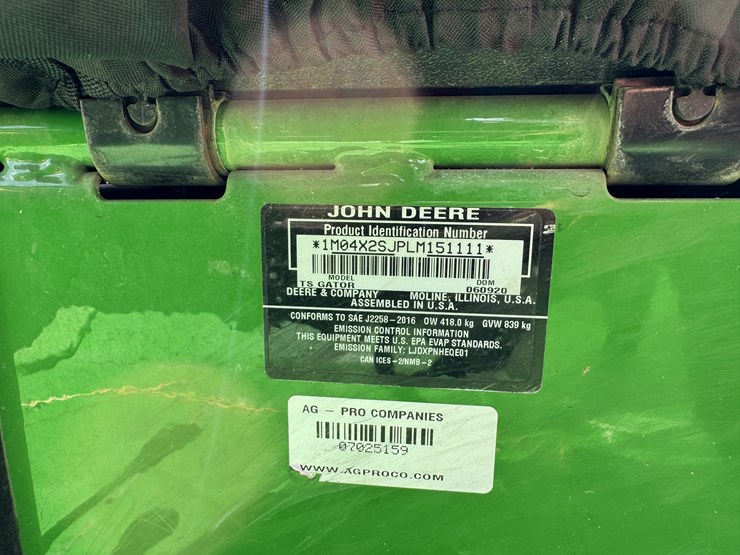 JOHN DEERE
Product Identification Number
*1M04X2SJPLM151111*
MODEL DOM
TS GATOR 060920
DEERE & COMPANY MOLINE, ILLINOIS, U.S.A.
ASSEMBLED IN U.S.A.
CONFORMS TO SAE J2258-2016 OW 418.0 kg GVW 839 kg
EMISSION CONTROL INFORMATION
THIS EQUIPMENT MEETS U.S. EPA EVAP STANDARDS.
EMISSION FAMILY: LJDXPNHEQE01
CAN ICES-2/NMB-2
AG - PRO COMPANIES
07025159
WWW.AGPROCO.COM